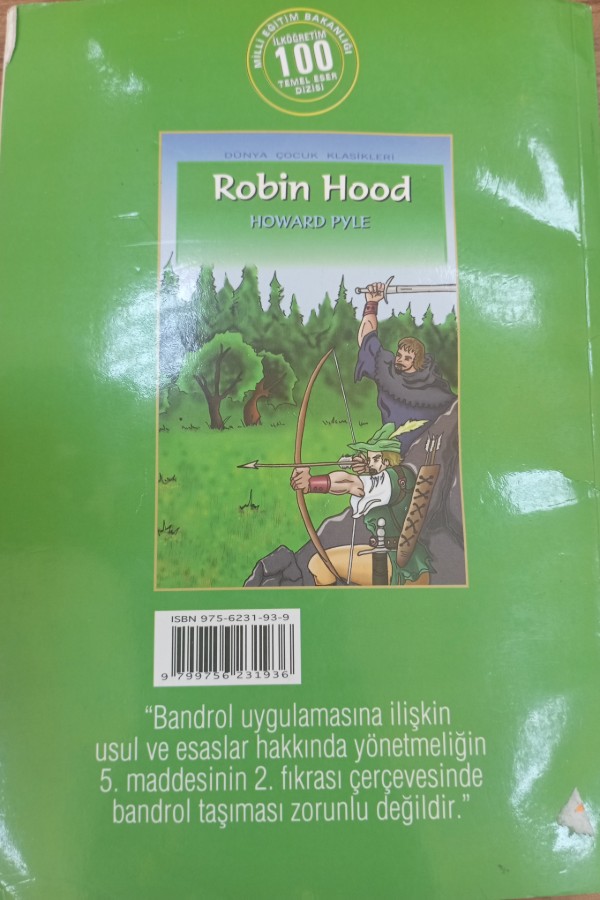 MİLLİ EĞİTİM BAKANLIĞI
İLKÖĞRETİM
100
TEMEL ESER
DİZİSİ
DÜNYA ÇOCUK KLASİKLERİ
Robin Hood
HOWARD PYLE
ISBN 975-6231-93-9
9 799756 231936
“Bandrol uygulamasına ilişkin
usul ve esaslar hakkında yönetmeliğin
5. maddesinin 2. fıkrası çerçevesinde
bandrol taşıması zorunlu değildir.”